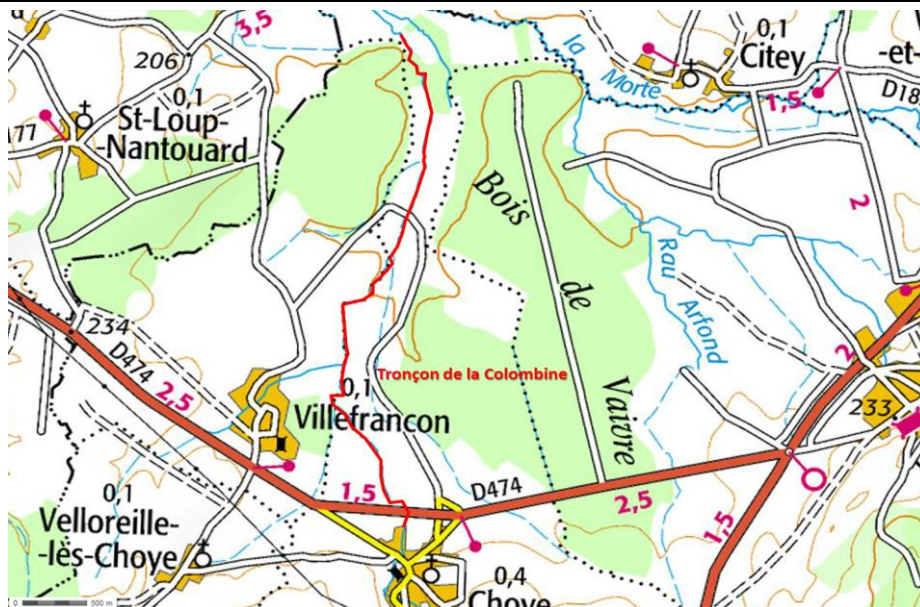 3,5
206
0,1
St-Loup-
-Nantouard
77
la
Morte
0,1
Citey
-et-
1,5
D18
2
Bois
de
Vaivre
Rau
Arfond
234
D474
2,5
Tronçon de la Colombine
0,1
Villefrancon
2
233
1,5
D474
2,5
1,5
0,1
Velloreille-
-lès-Choye
0,4
Choye
0
500 m